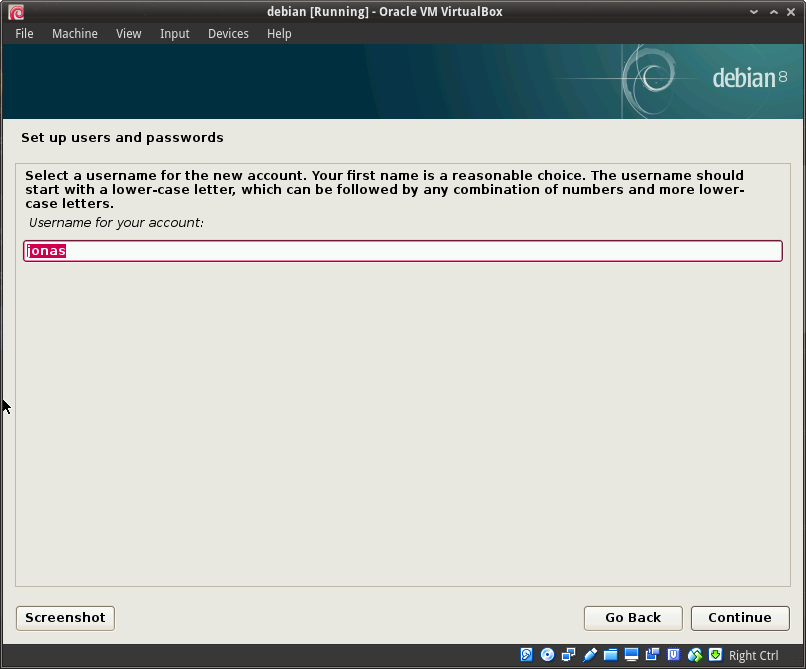 debian [Running] - Oracle VM VirtualBox
File Machine View Input Devices Help
debian 8
Set up users and passwords
Select a username for the new account. Your first name is a reasonable choice. The username should
start with a lower-case letter, which can be followed by any combination of numbers and more lower-
case letters.
Username for your account:
jonas
Screenshot Go Back Continue
Right Ctrl